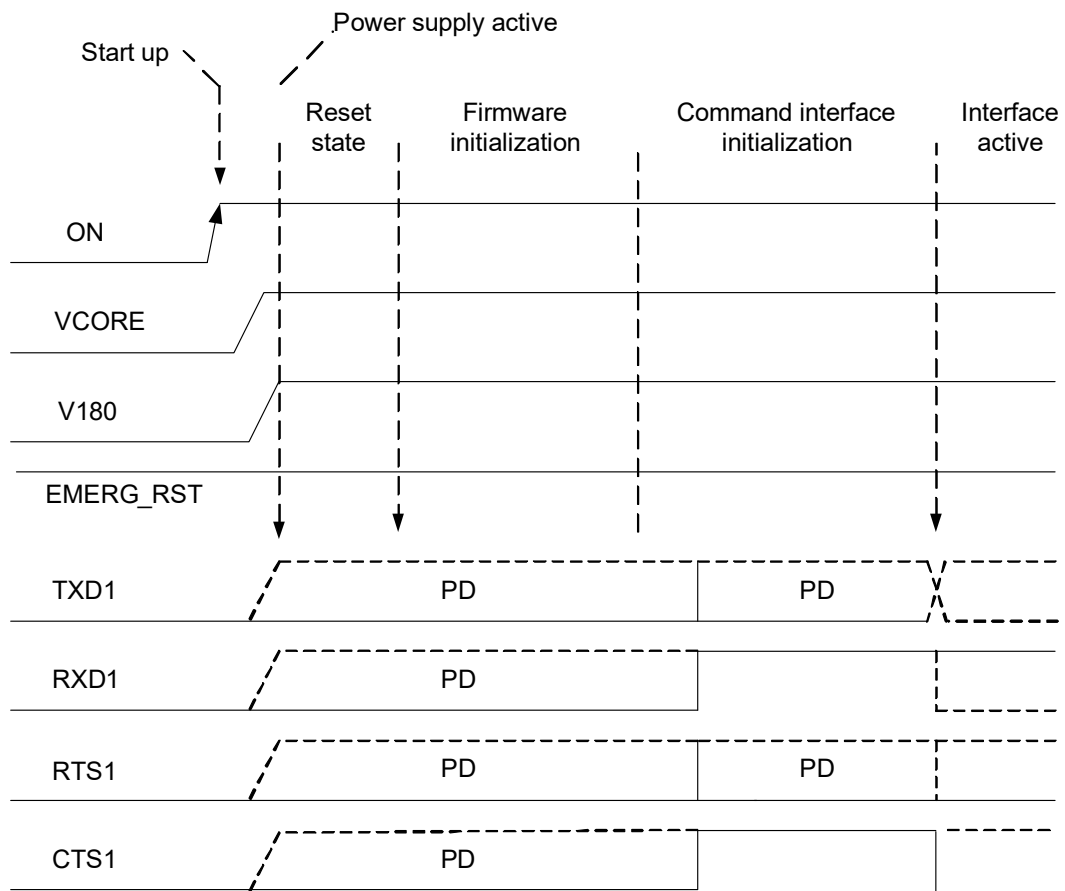 Power supply active
Start up
Reset
state
Firmware
initialization
Command interface
initialization
Interface
active
ON
VCORE
V180
EMERG_RST
TXD1
PD
PD
RXD1
PD
RTS1
PD
PD
CTS1
PD